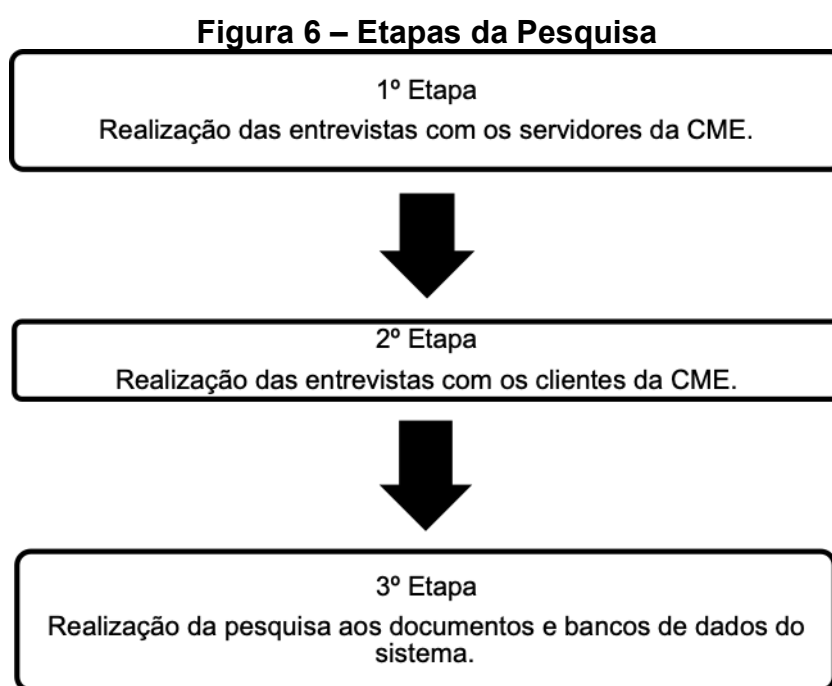 Figura 6 – Etapas da Pesquisa
1º Etapa
Realização das entrevistas com os servidores da CME.
2º Etapa
Realização das entrevistas com os clientes da CME.
3º Etapa
Realização da pesquisa aos documentos e bancos de dados do
sistema.